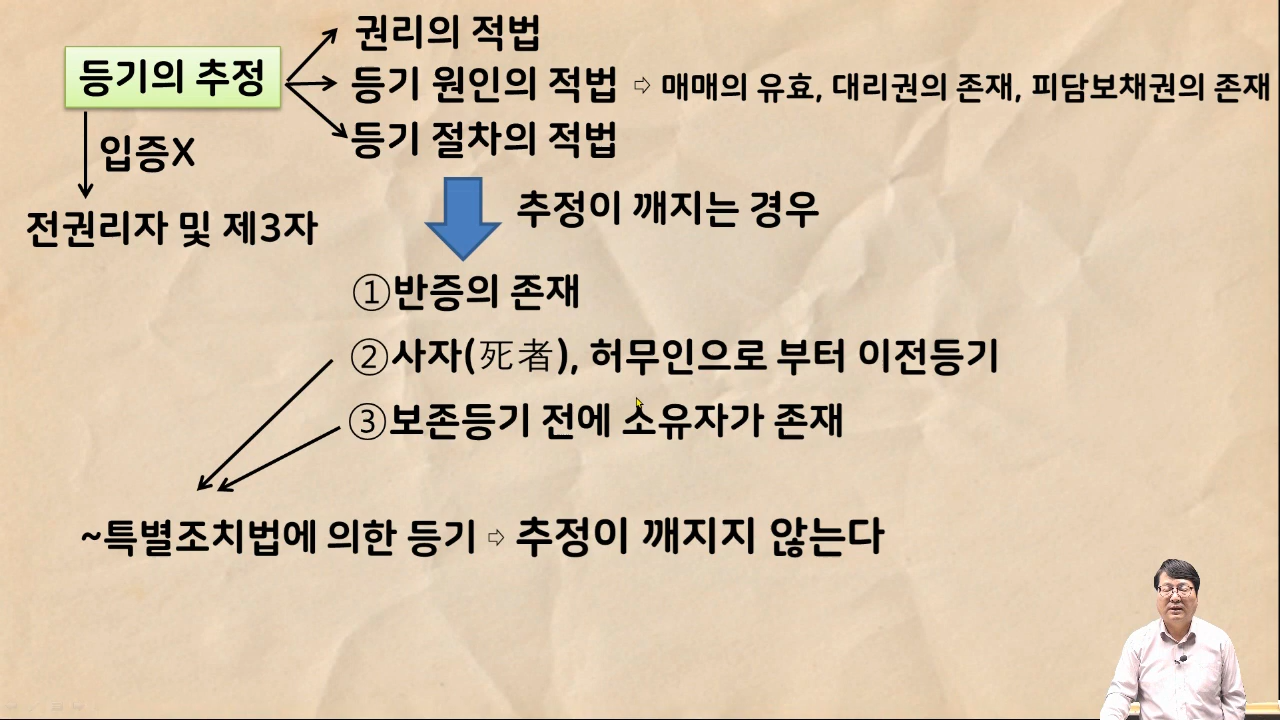 권리의 적법
등기의 추정
등기 원인의 적법 ⇨ 매매의 유효, 대리권의 존재, 피담보채권의 존재
등기 절차의 적법
입증X
전권리자 및 제3자
추정이 깨지는 경우
①반증의 존재
②사자(死者), 허무인으로 부터 이전등기
③보존등기 전에 소유자가 존재
~특별조치법에 의한 등기 ⇨ 추정이 깨지지 않는다